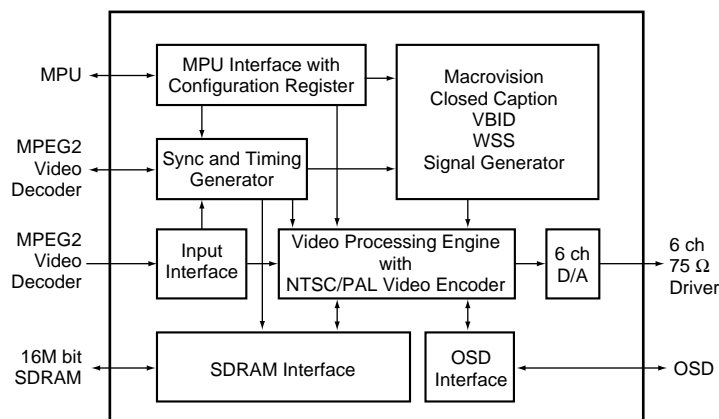 MPU
MPU Interface with
Configuration Register
Macrovision
Closed Caption
VBID
WSS
Signal Generator
MPEG2
Video
Decoder
Sync and Timing
Generator
MPEG2
Video
Decoder
Input
Interface
Video Processing Engine
with
NTSC/PAL Video Encoder
6 ch
D/A
6 ch
75 Ω
Driver
16M bit
SDRAM
SDRAM Interface
OSD
Interface
OSD